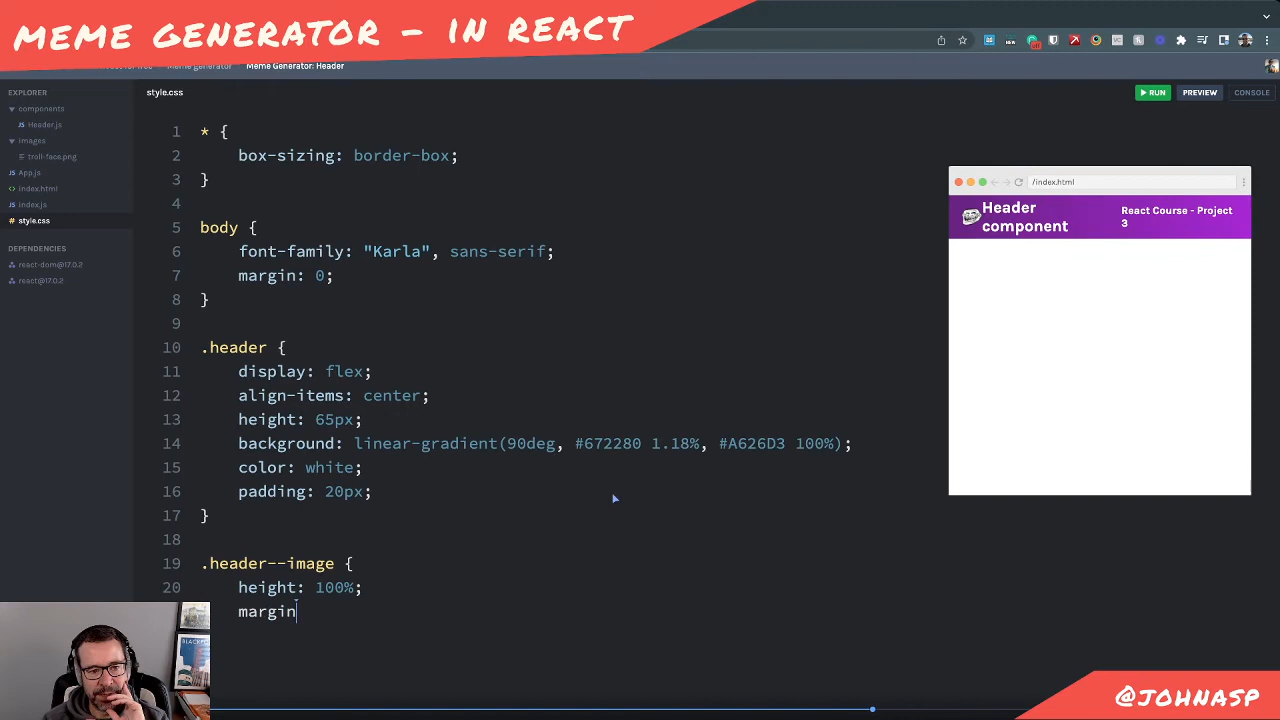 MEME GENERATOR - IN REACT
Meme generator
Meme Generator: Header
EXPLORER
components
Header.js
images
troll-face.png
App.js
index.html
index.js
style.css
DEPENDENCIES
react-dom@17.0.2
react@17.0.2
style.css
RUN
PREVIEW
CONSOLE
1 * {
2 box-sizing: border-box;
3 }
4
5 body {
6 font-family: "Karla", sans-serif;
7 margin: 0;
8 }
9
10 .header {
11 display: flex;
12 align-items: center;
13 height: 65px;
14 background: linear-gradient(90deg, #672280 1.18%, #A626D3 100%);
15 color: white;
16 padding: 20px;
17 }
18
19 .header--image {
20 height: 100%;
margin
/index.html
Header
component
React Course - Project
3
@JOHNASP